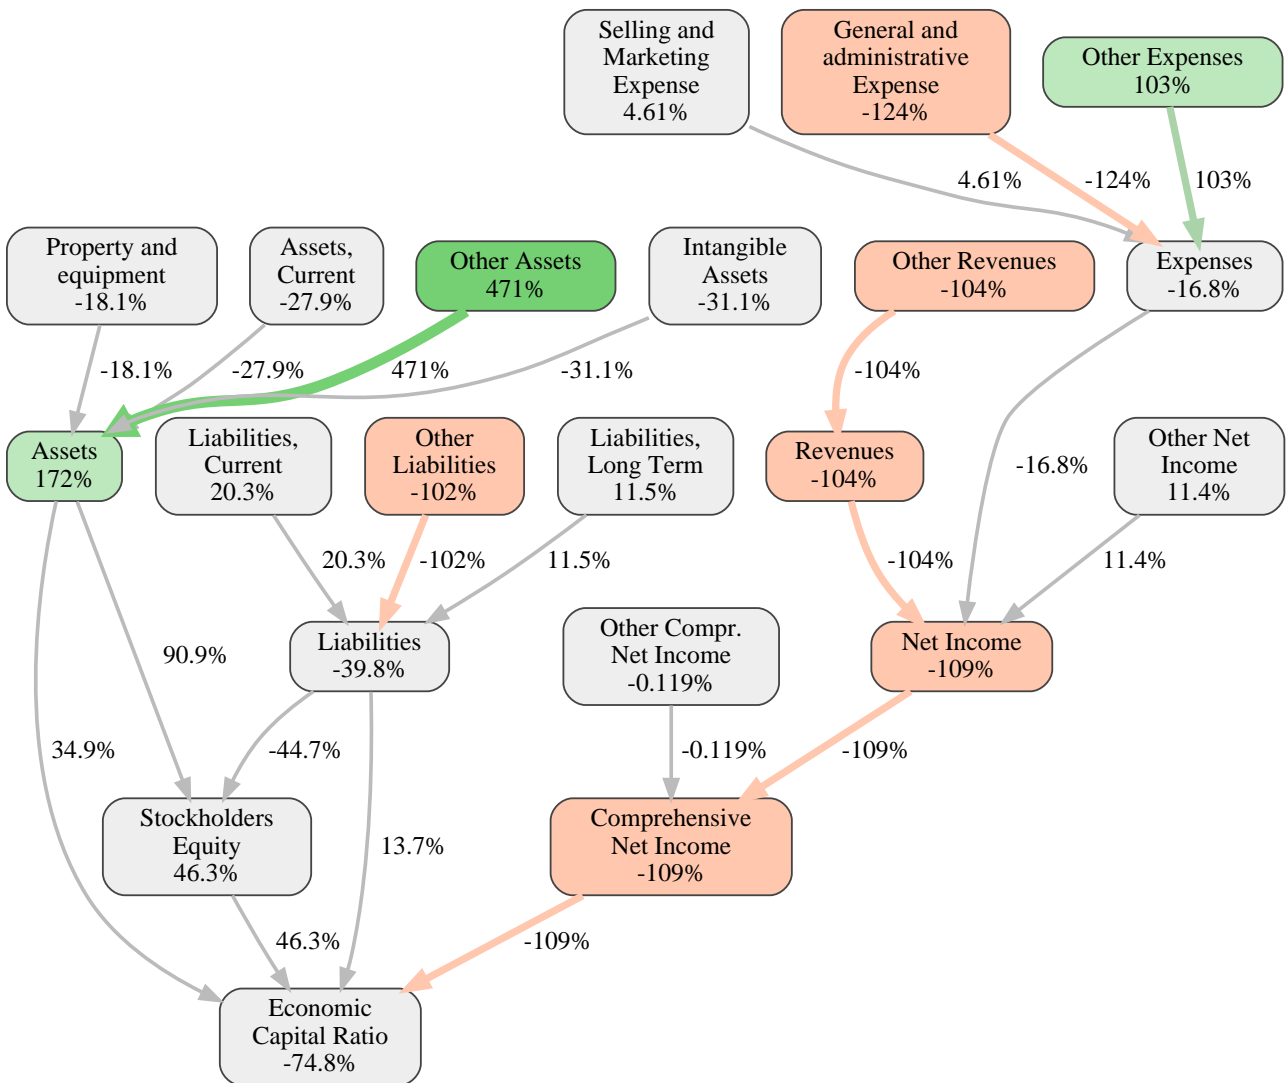 Selling and
Marketing
Expense
4.61%
General and
administrative
Expense
-124%
Other Expenses
103%
4.61%
-124%
103%
Property and
equipment
-18.1%
Assets,
Current
-27.9%
Other Assets
471%
Intangible
Assets
-31.1%
Other Revenues
-104%
Expenses
-16.8%
-18.1%
-27.9%
471%
-31.1%
-104%
Assets
172%
Liabilities,
Current
20.3%
Other
Liabilities
-102%
Liabilities,
Long Term
11.5%
Revenues
-104%
-16.8%
Other Net
Income
11.4%
20.3%
-102%
11.5%
-104%
11.4%
90.9%
Liabilities
-39.8%
Other Compr.
Net Income
-0.119%
Net Income
-109%
34.9%
-44.7%
-0.119%
-109%
Stockholders
Equity
46.3%
13.7%
Comprehensive
Net Income
-109%
46.3%
-109%
Economic
Capital Ratio
-74.8%